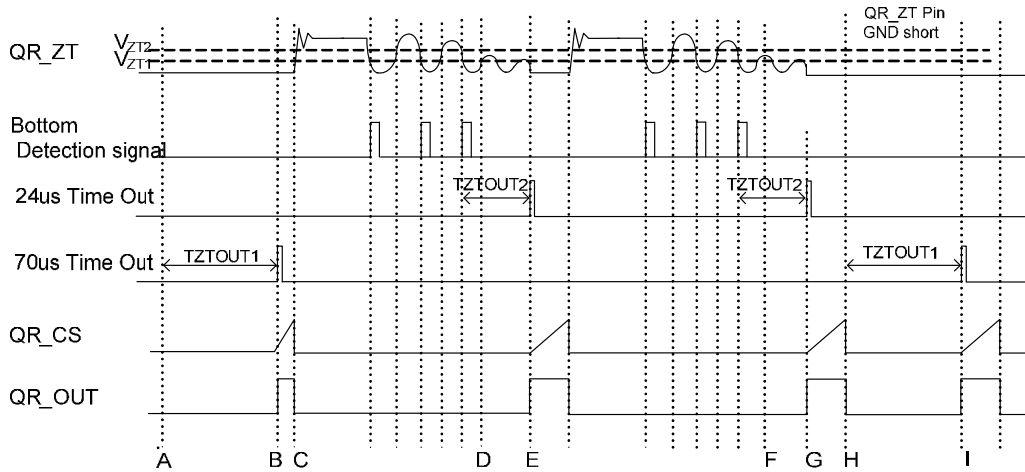 QR_ZT Pin
GND short
QR_ZT
VZT2
VZT1
Bottom
Detection signal
24us Time Out
TZTOUT2
TZTOUT2
70us Time Out
TZTOUT1
TZTOUT1
QR_CS
QR_OUT
A B C D E F G H I